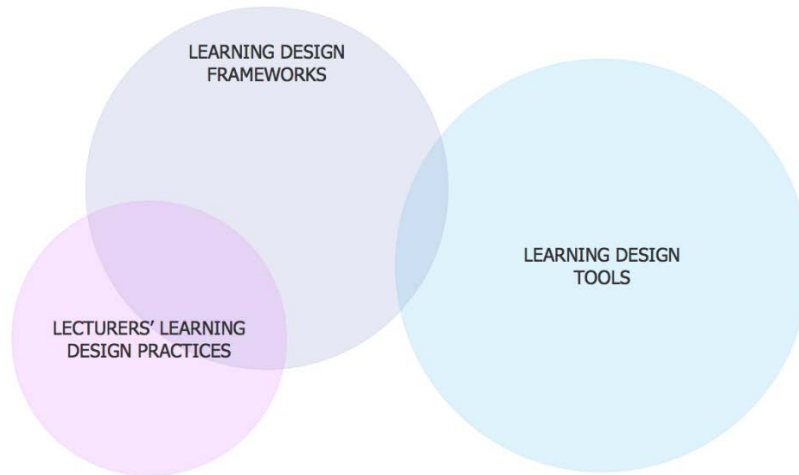 LEARNING DESIGN
FRAMEWORKS
LEARNING DESIGN
TOOLS
LECTURERS’ LEARNING
DESIGN PRACTICES